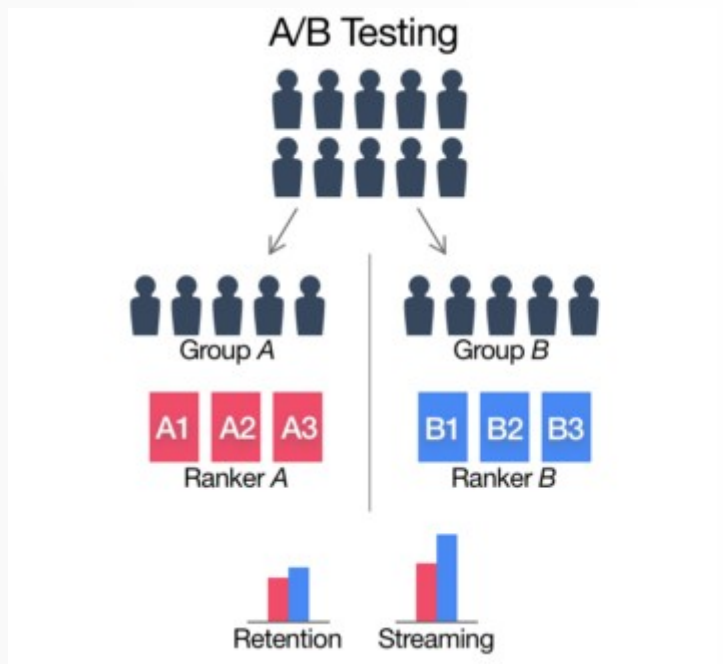 A/B Testing
Group A
Group B
A1 A2 A3
B1 B2 B3
Ranker A
Ranker B
Retention
Streaming